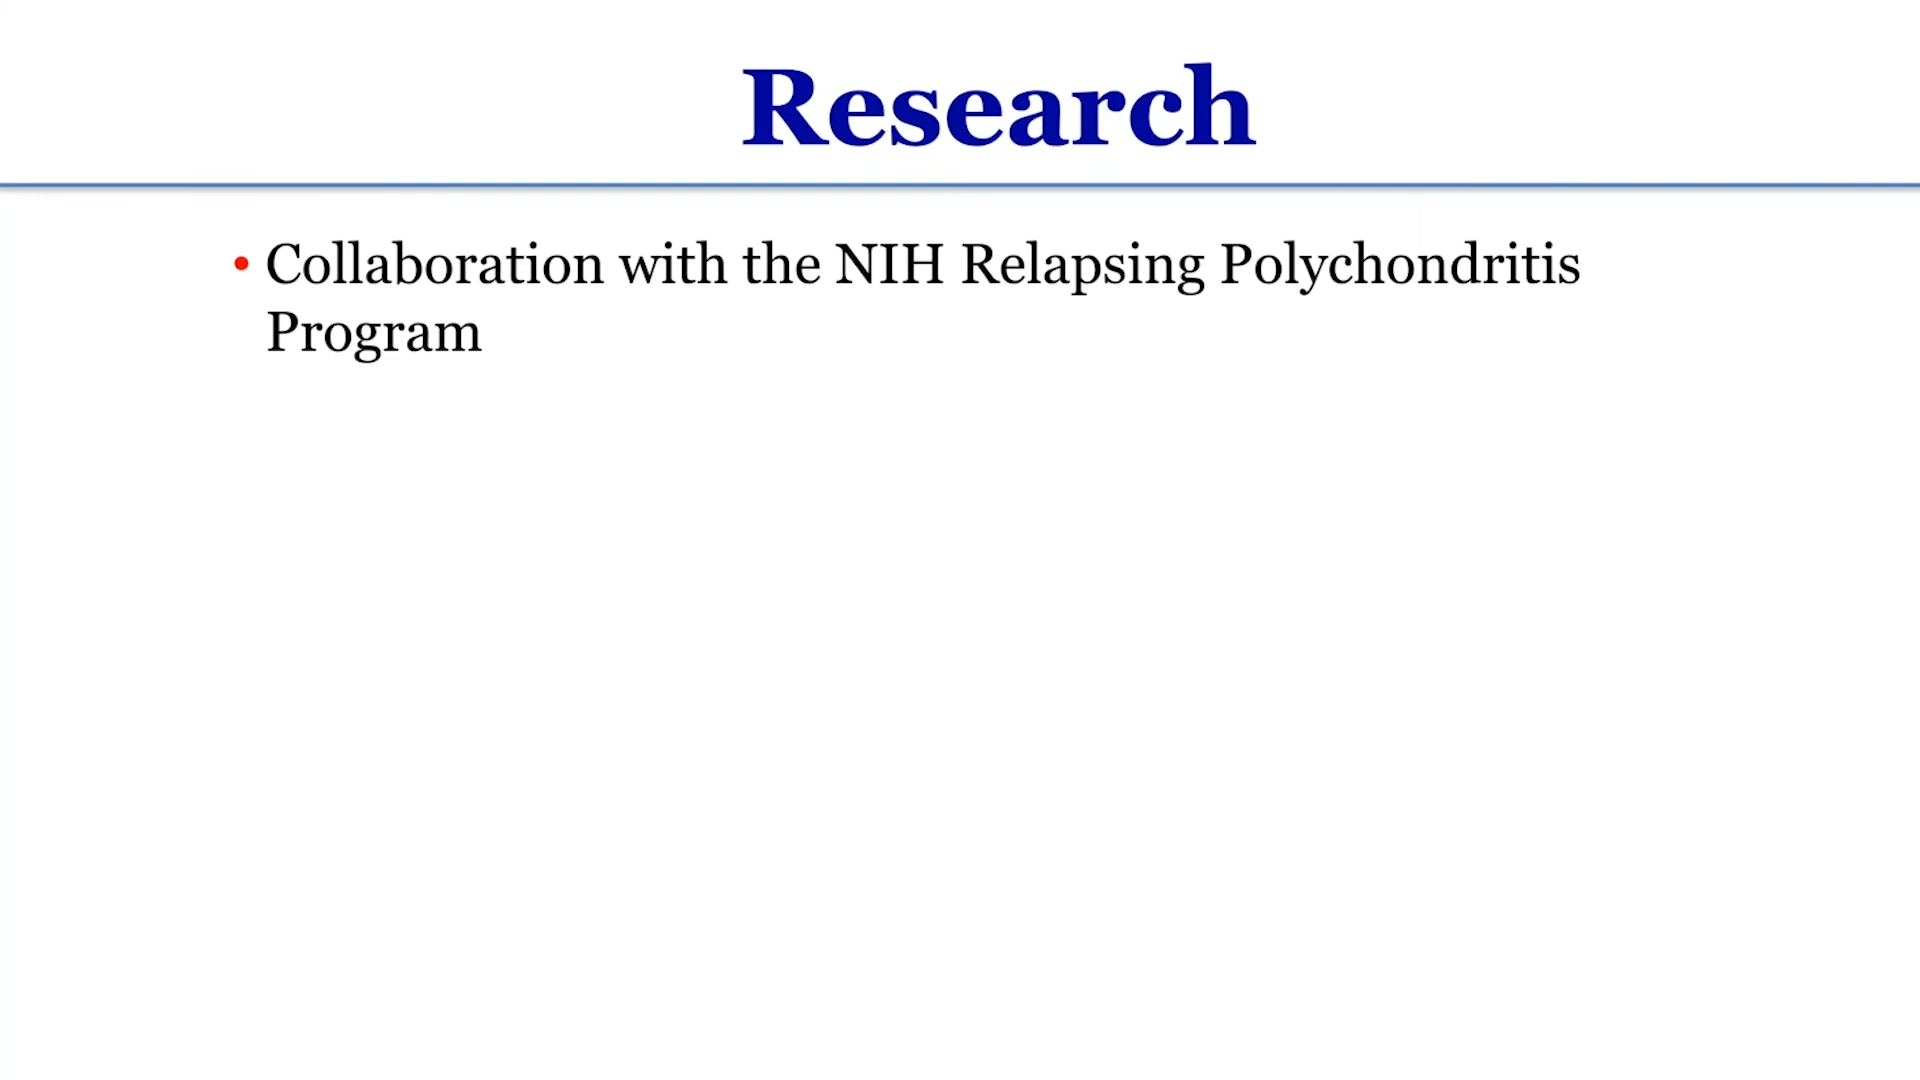 Research
• Collaboration with the NIH Relapsing Polychondritis
Program